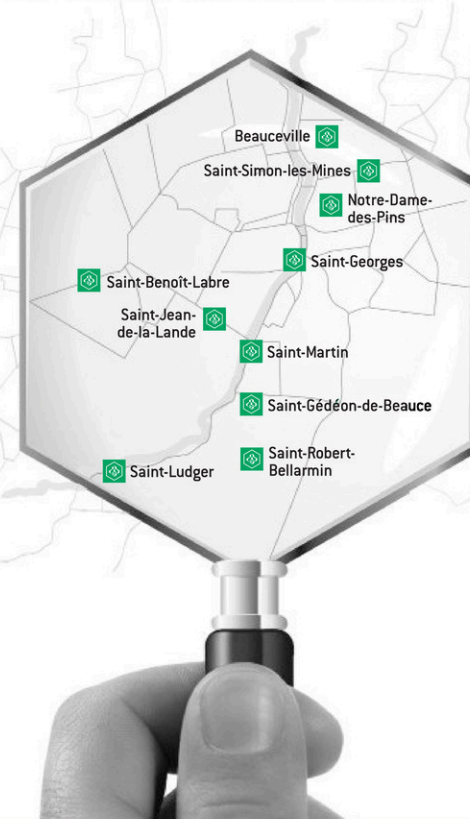 Beauceville
Saint-Simon-les-Mines
Notre-Dame-
des-Pins
Saint-Georges
Saint-Benoît-Labre
Saint-Jean-
de-la-Lande
Saint-Martin
Saint-Gédéon-de-Beauce
Saint-Robert-
Bellarmin
Saint-Ludger